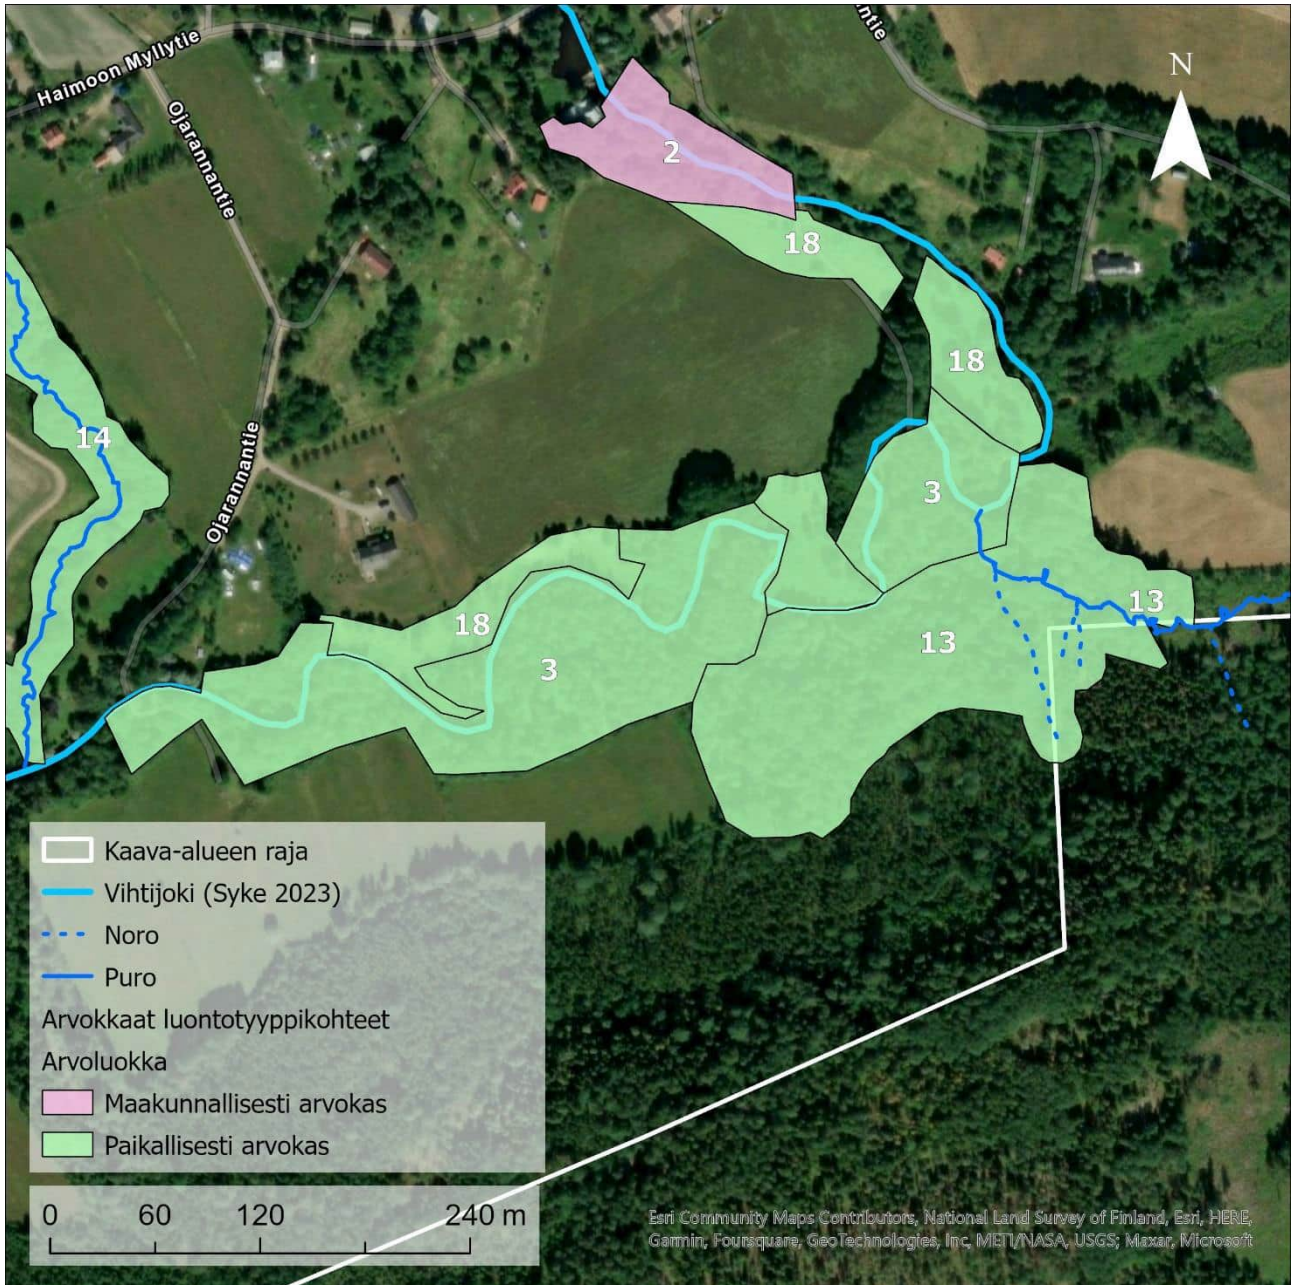 Haimoon Myllytie
Ojarannantie
ntie
N
2
18
18
14
3
13
18
3
13
Ojarannantie
Kaava-alueen raja
Vihtijoki (Syke 2023)
Noro
Puro
Arvokkaat luontotyyppikohteet
Arvoluokka
Maakunnallisesti arvokas
Paikallisesti arvokas
0 60 120 240 m
Esri Community Maps Contributors, National Land Survey of Finland, Esri, HERE,
Garmin, Foursquare, GeoTechnologies, Inc, METI/NASA, USGS; Maxar, Microsoft